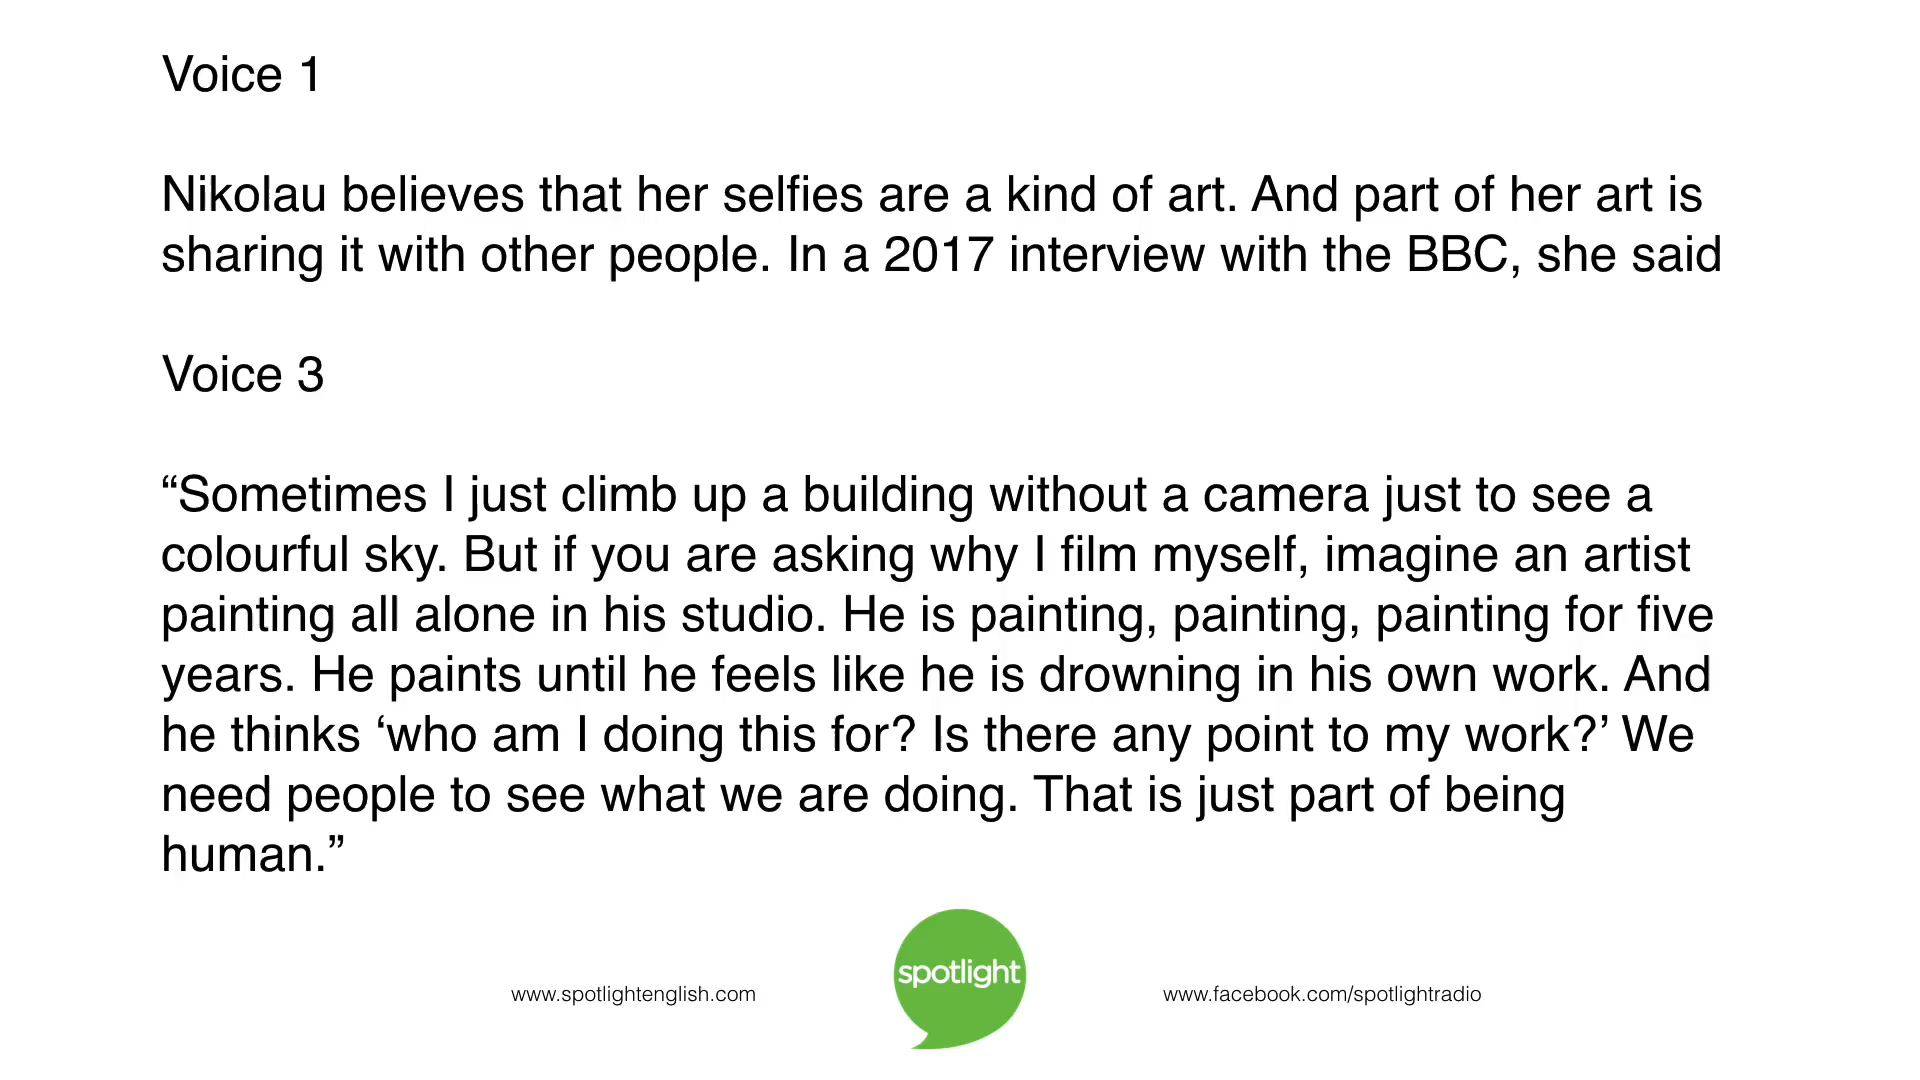 Voice 1
Nikolau believes that her selfies are a kind of art. And part of her art is
sharing it with other people. In a 2017 interview with the BBC, she said
Voice 3
“Sometimes I just climb up a building without a camera just to see a
colourful sky. But if you are asking why I film myself, imagine an artist
painting all alone in his studio. He is painting, painting, painting for five
years. He paints until he feels like he is drowning in his own work. And
he thinks ‘who am I doing this for? Is there any point to my work?’ We
need people to see what we are doing. That is just part of being
human.”
spotlight
www.spotlightenglish.com
www.facebook.com/spotlightradio